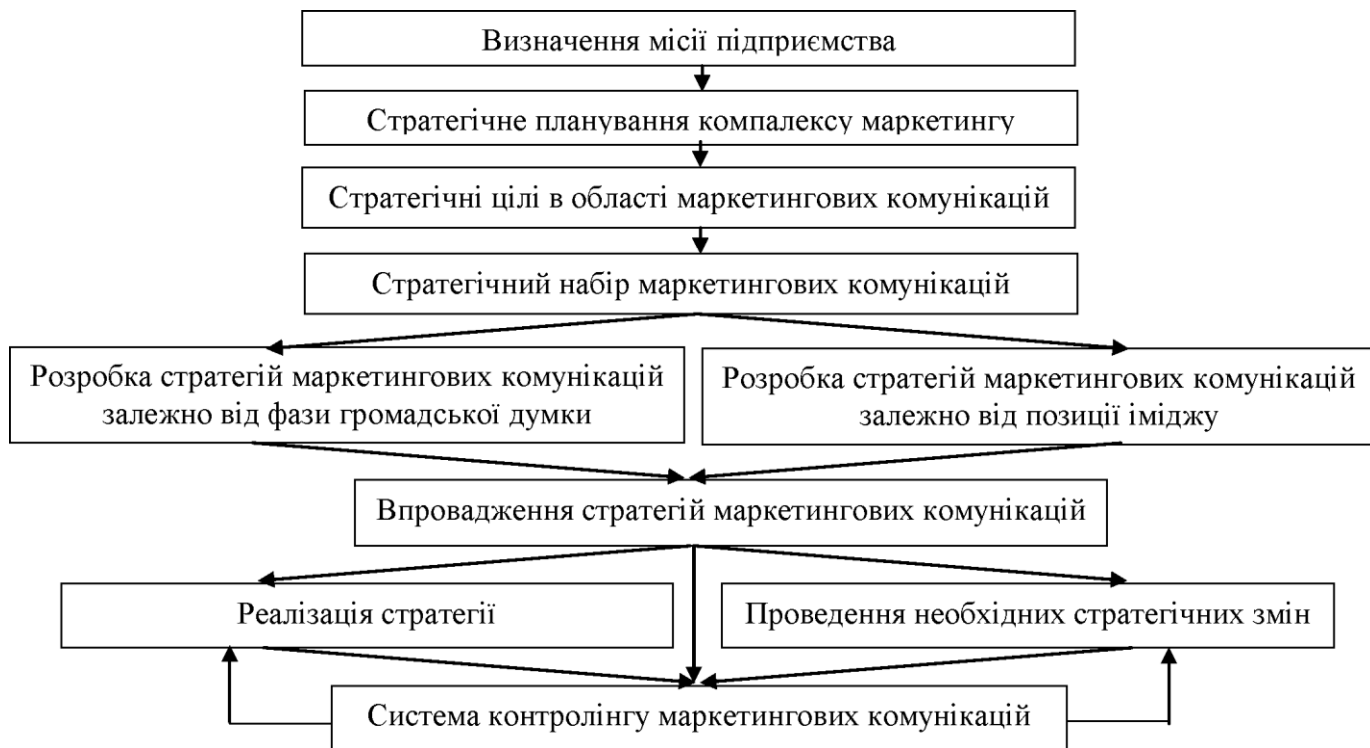 Визначення місії підприємства
Стратегічне планування компалексу маркетингу
Стратегічні цілі в області маркетингових комунікацій
Стратегічний набір маркетингових комунікацій
Розробка стратегій маркетингових комунікацій
залежно від фази громадської думки
Розробка стратегій маркетингових комунікацій
залежно від позиції іміджу
Впровадження стратегій маркетингових комунікацій
Реалізація стратегії
Проведення необхідних стратегічних змін
Система контролінгу маркетингових комунікацій